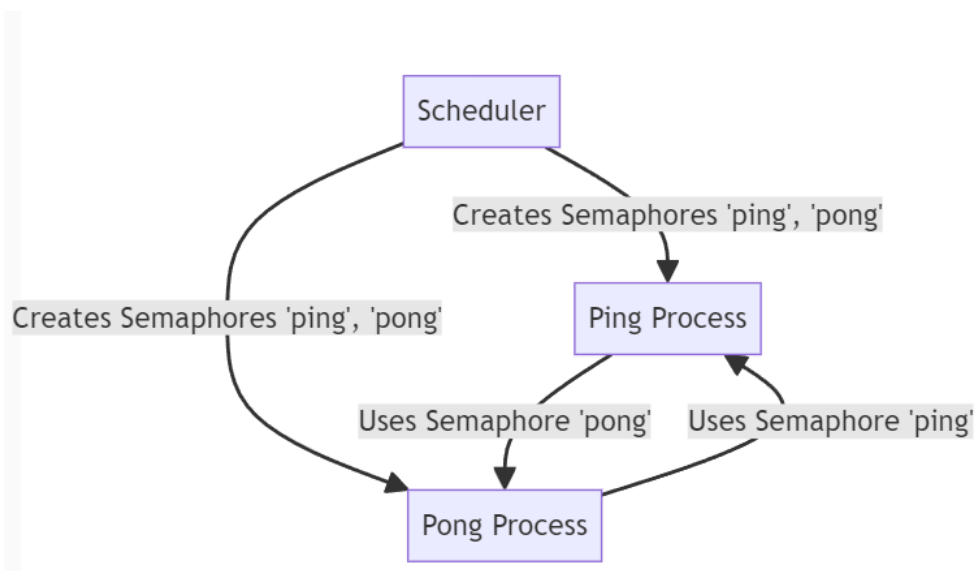 Scheduler
Creates Semaphores 'ping', 'pong'
Ping Process
Creates Semaphores 'ping', 'pong'
Uses Semaphore 'pong'
Uses Semaphore 'ping'
Pong Process